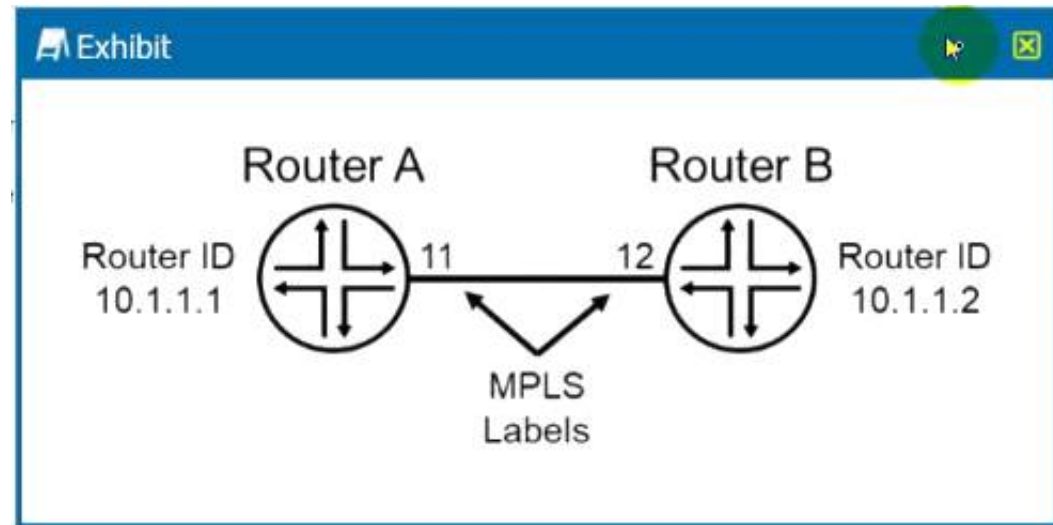 Exhibit
Router A
Router B
Router ID
10.1.1.1
11
12
Router ID
10.1.1.2
MPLS
Labels